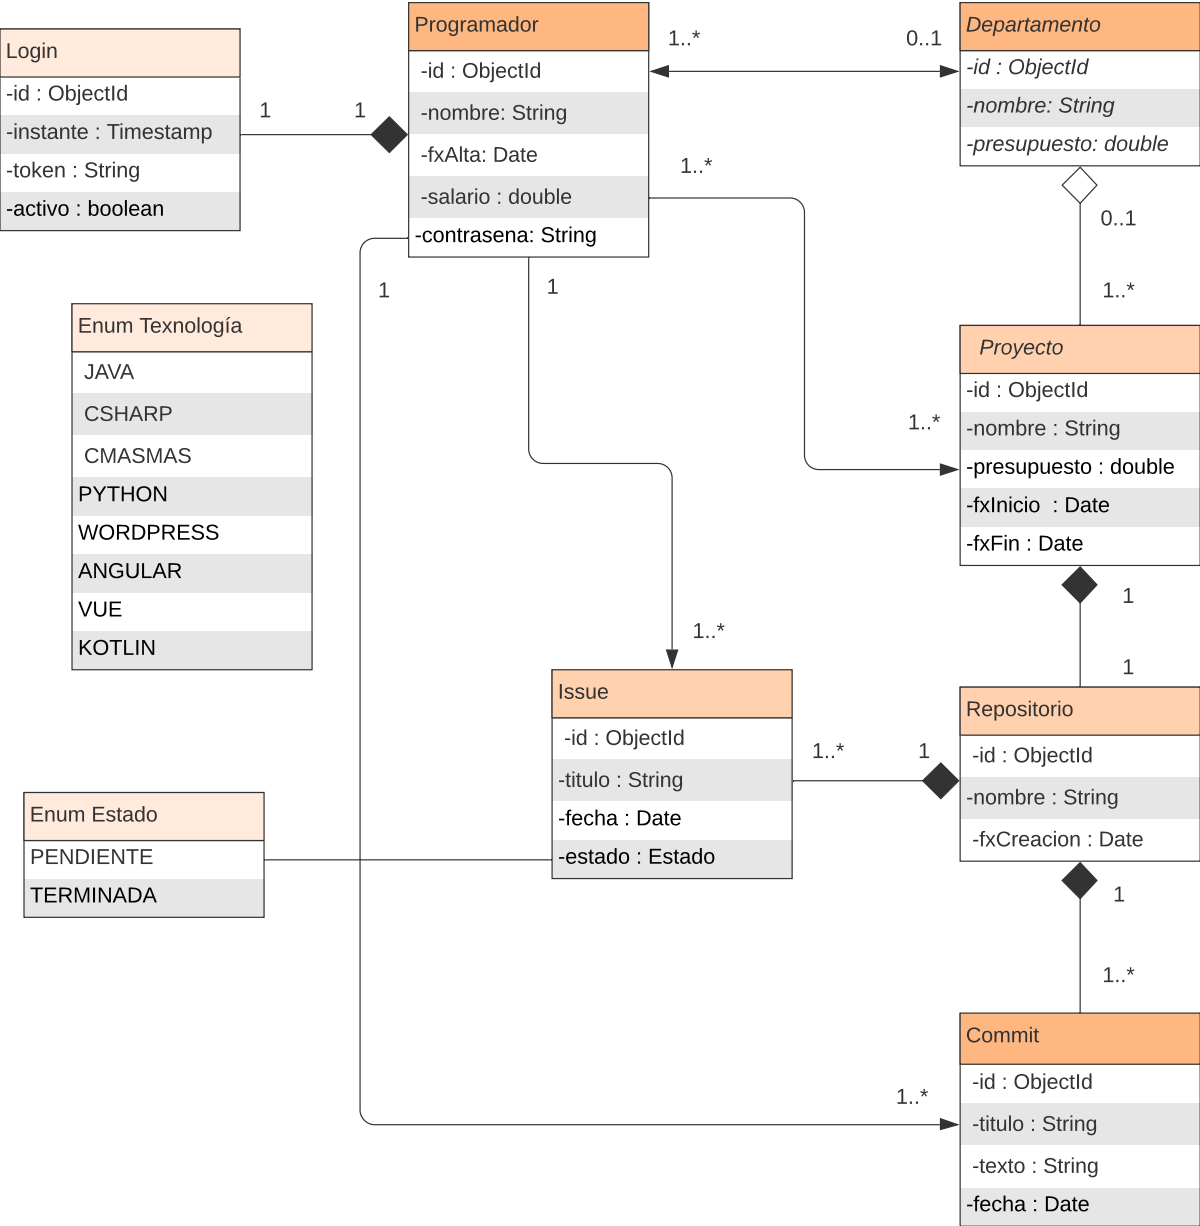 Login
-id : ObjectId
-instante : Timestamp
-token : String
-activo : boolean
1
1
Programador
-id : ObjectId
-nombre: String
-fxAlta: Date
-salario : double
-contrasena: String
1..*
0..1
Departamento
-id : ObjectId
-nombre: String
-presupuesto: double
1..*
0..1
1..*
1
1
Enum Texnología
JAVA
CSHARP
CMASMAS
PYTHON
WORDPRESS
ANGULAR
VUE
KOTLIN
1..*
Proyecto
-id : ObjectId
-nombre : String
-presupuesto : double
-fxInicio  : Date
-fxFin : Date
1
1
1..*
Issue
-id : ObjectId
-titulo : String
-fecha : Date
-estado : Estado
1..*
1
Repositorio
-id : ObjectId
-nombre : String
-fxCreacion : Date
Enum Estado
PENDIENTE
TERMINADA
1
1..*
1..*
Commit
-id : ObjectId
-titulo : String
-texto : String
-fecha : Date